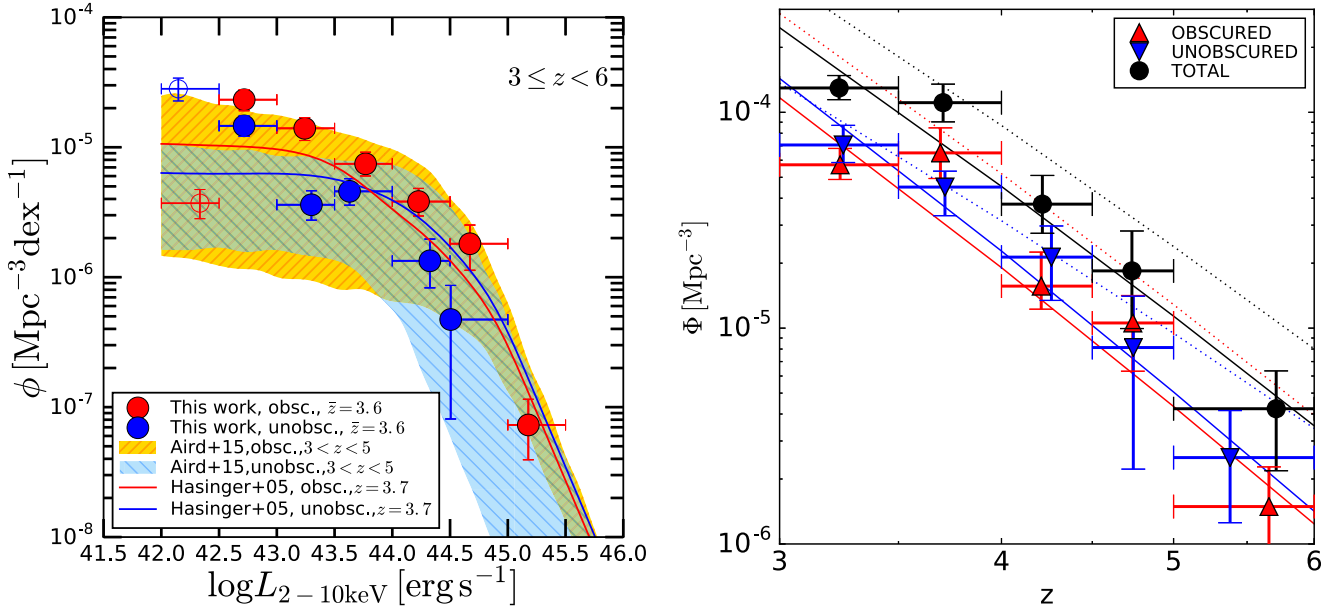 10⁻⁴
10⁻⁵
10⁻⁶
10⁻⁷
10⁻⁸
ϕ [Mpc⁻³dex⁻¹]
3 ≤ z < 6
This work, obsc., z̄=3.6
This work, unobsc., z̄=3.6
Aird+15,obsc.,3<z<5
Aird+15,unobsc.,3<z<5
Hasinger+05, obsc.,z=3.7
Hasinger+05, unobsc.,z=3.7
41.5 42.0 42.5 43.0 43.5 44.0 44.5 45.0 45.5 46.0
logL₂₋₁₀ₖₑᵥ [erg s⁻¹]
OBSCURED
UNOBSCURED
TOTAL
10⁻⁴
10⁻⁵
10⁻⁶
Φ [Mpc⁻³]
3 4 5 6
z